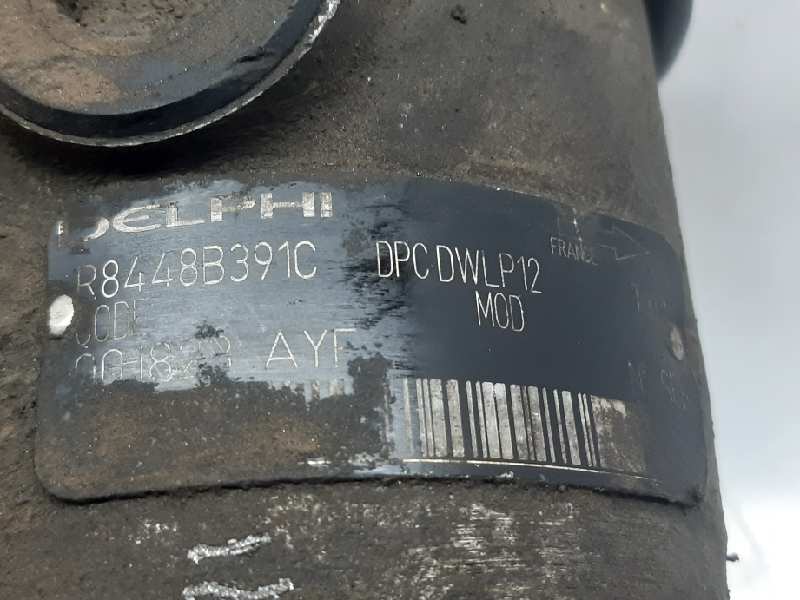 DELPHI
FRANCE
R8448B391C DPC DWLP12
CODE MOD
AYF